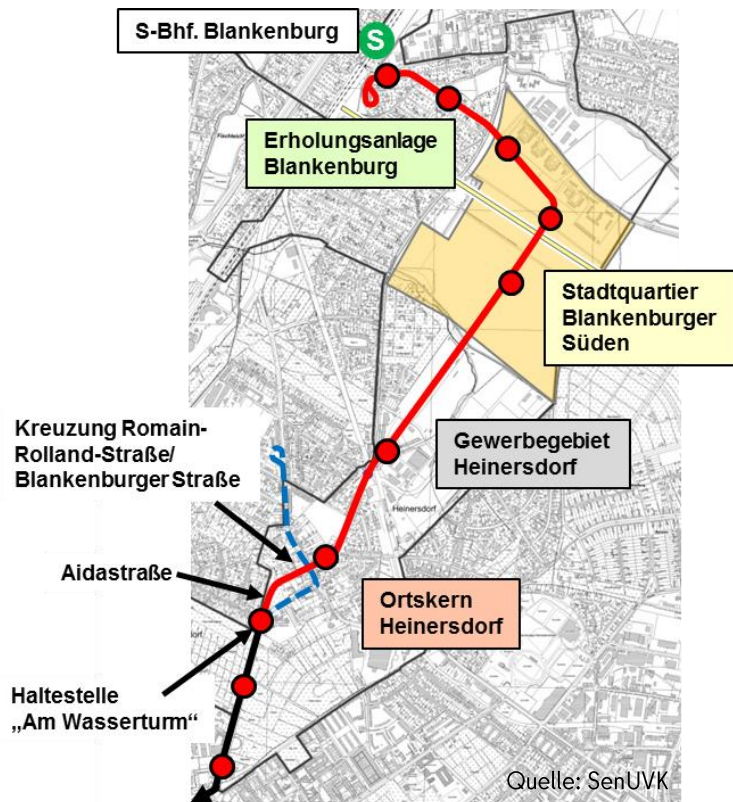 S-Bhf. Blankenburg
S
Erholungsanlage
Blankenburg
Stadtquartier
Blankenburger
Süden
Kreuzung Romain-
Rolland-Straße/
Blankenburger Straße
Gewerbegebiet
Heinersdorf
Heinersdorf
Aidastraße
Ortskern
Heinersdorf
Haltestelle
„Am Wasserturm“
Quelle: SenUVK